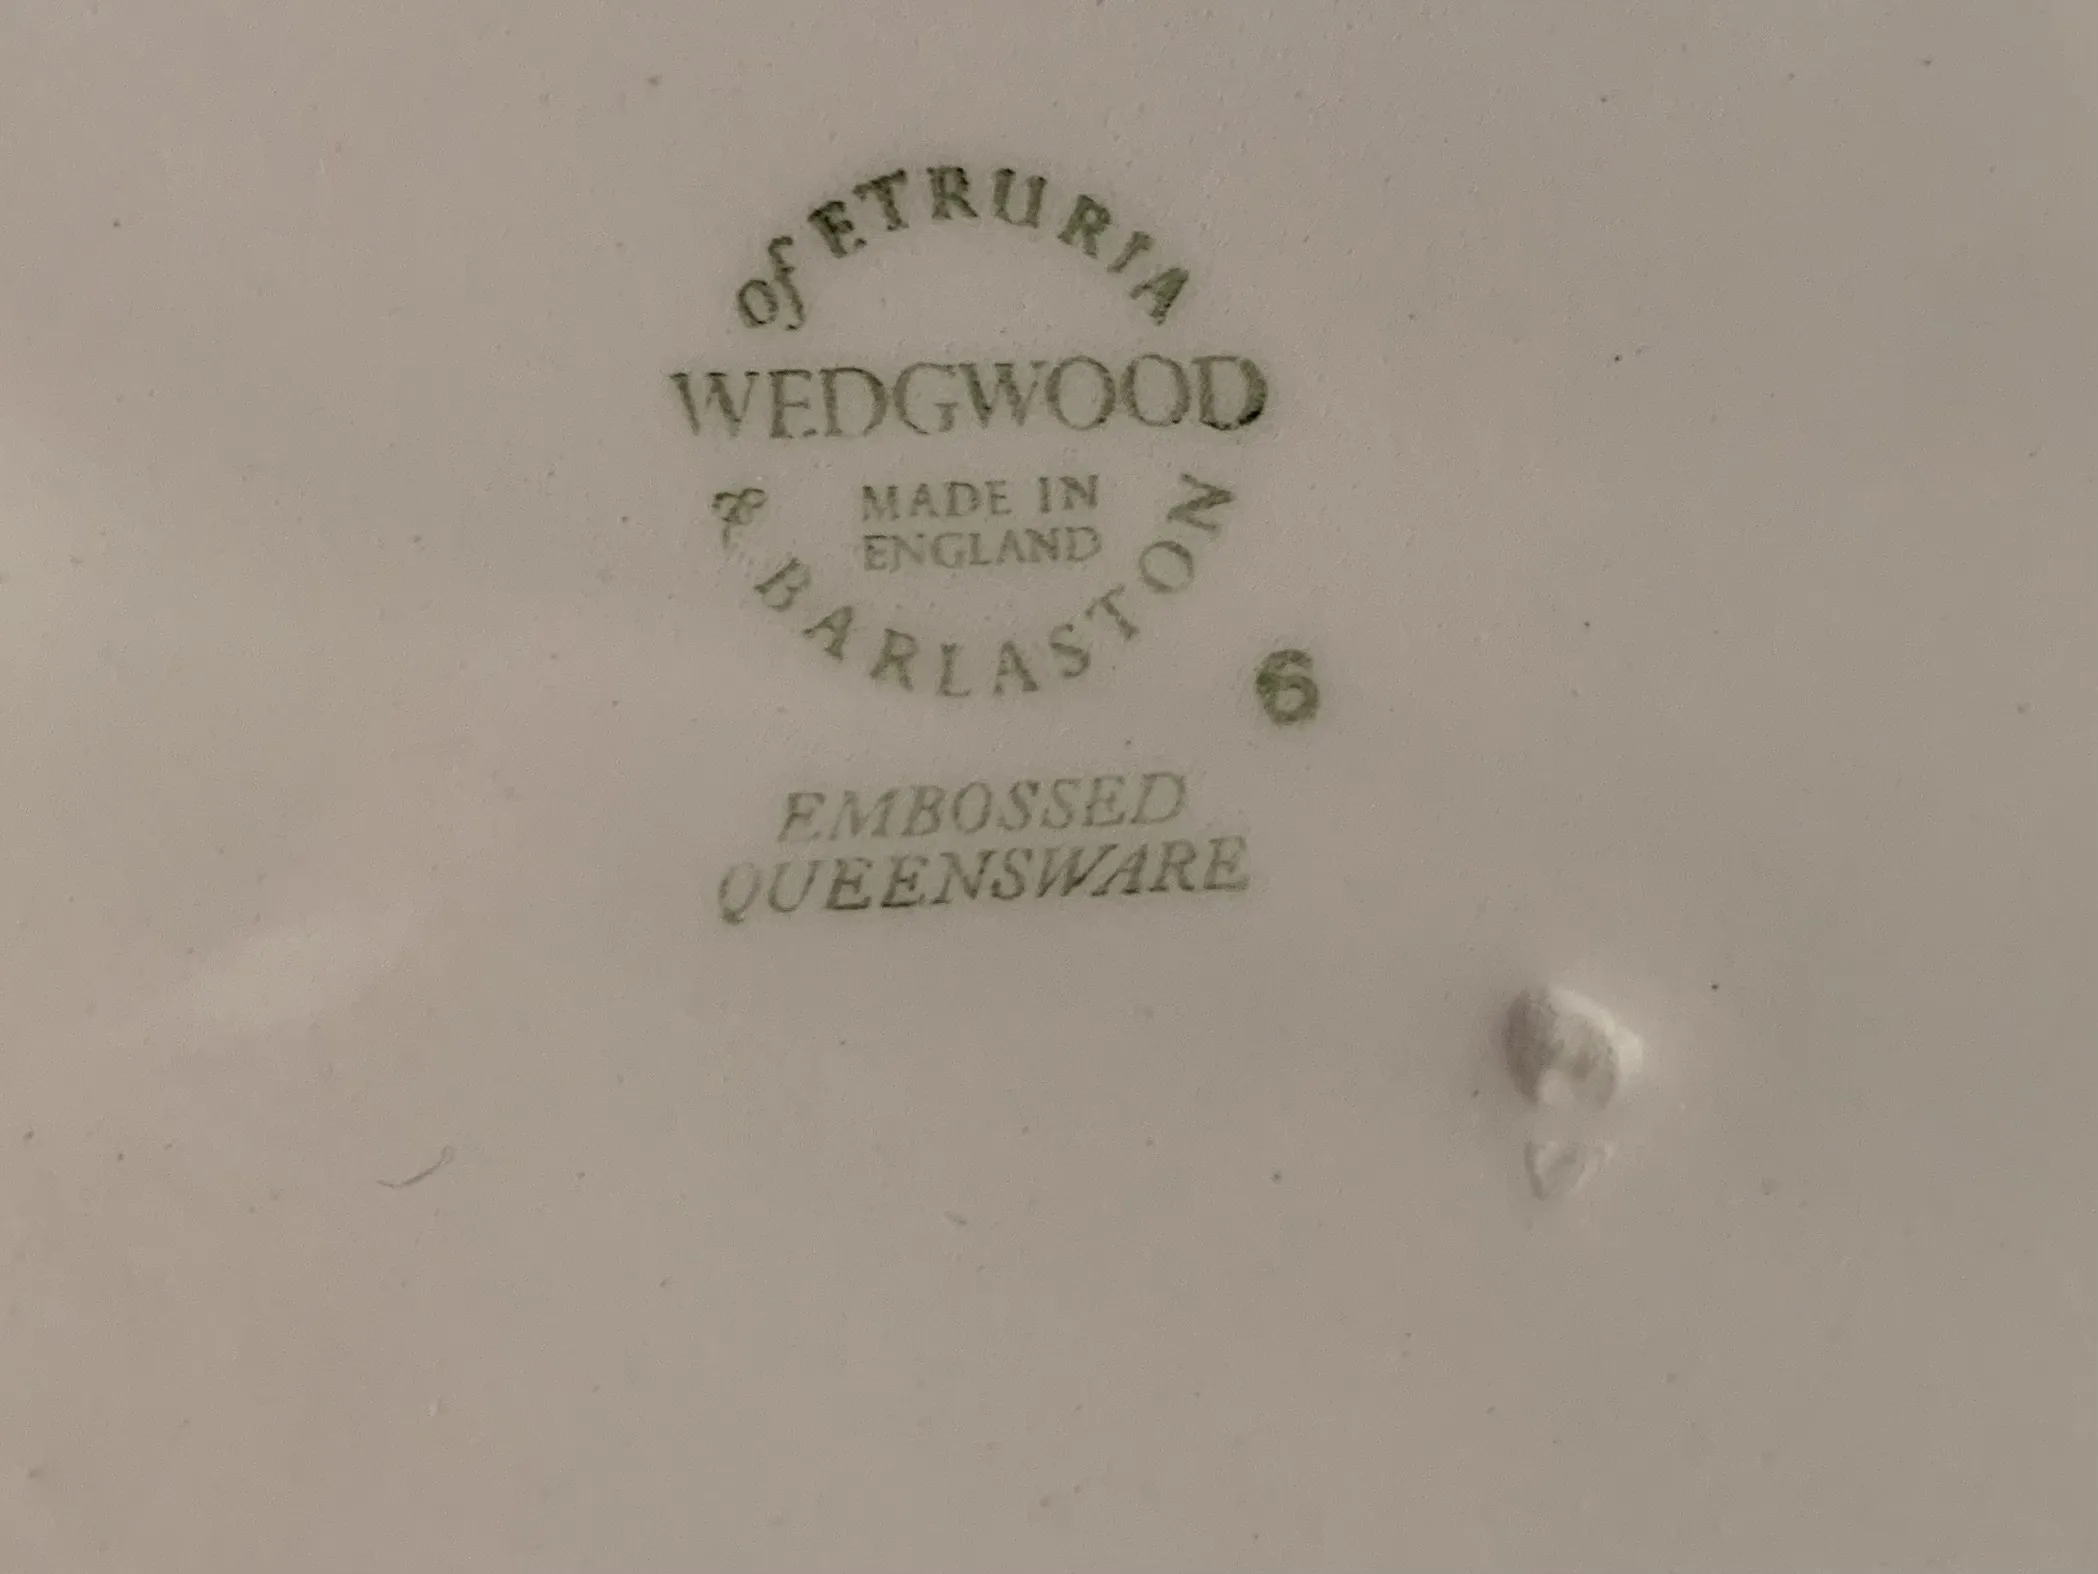 of ETRURIA
WEDGWOOD
MADE IN
ENGLAND
& BARLASTON
6
EMBOSSED
QUEENSWARE